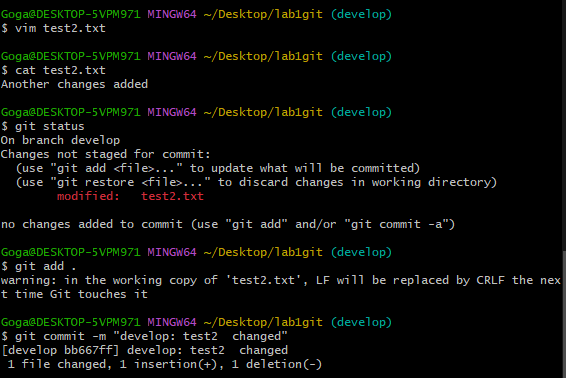 Goga@DESKTOP-5VPM971 MINGW64 ~/Desktop/lab1git (develop)
$ vim test2.txt
Goga@DESKTOP-5VPM971 MINGW64 ~/Desktop/lab1git (develop)
$ cat test2.txt
Another changes added
Goga@DESKTOP-5VPM971 MINGW64 ~/Desktop/lab1git (develop)
$ git status
On branch develop
Changes not staged for commit:
  (use "git add <file>..." to update what will be committed)
  (use "git restore <file>..." to discard changes in working directory)
        modified:   test2.txt
no changes added to commit (use "git add" and/or "git commit -a")
Goga@DESKTOP-5VPM971 MINGW64 ~/Desktop/lab1git (develop)
$ git add .
warning: in the working copy of 'test2.txt', LF will be replaced by CRLF the nex
t time Git touches it
Goga@DESKTOP-5VPM971 MINGW64 ~/Desktop/lab1git (develop)
$ git commit -m "develop: test2  changed"
[develop bb667ff] develop: test2  changed
 1 file changed, 1 insertion(+), 1 deletion(-)